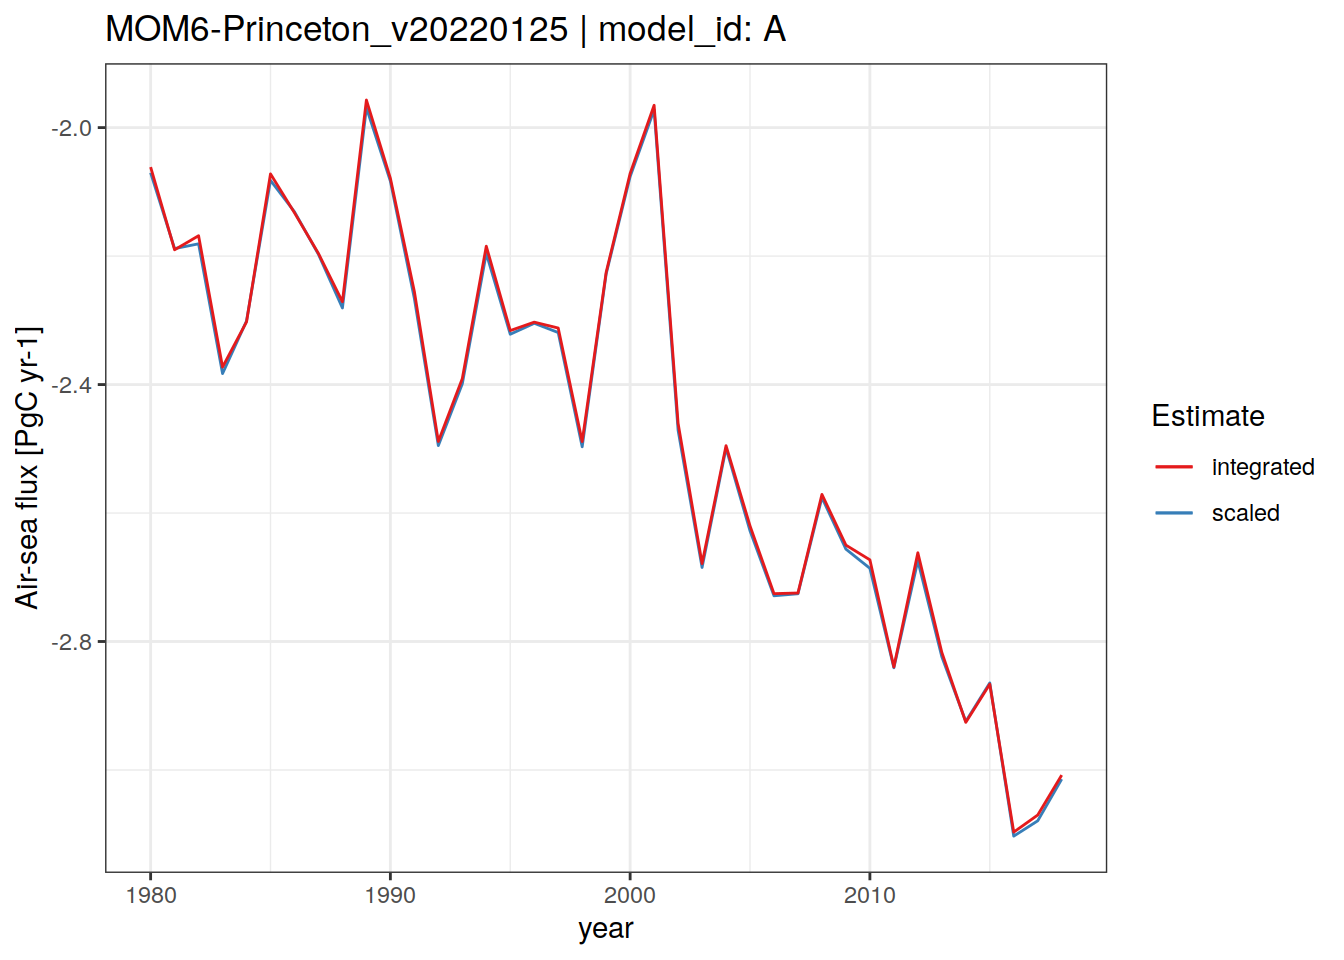 MOM6-Princeton_v20220125 | model_id: A
Air-sea flux [PgC yr-1]
-2.0
-2.4
-2.8
1980
1990
2000
2010
year
Estimate
integrated
scaled